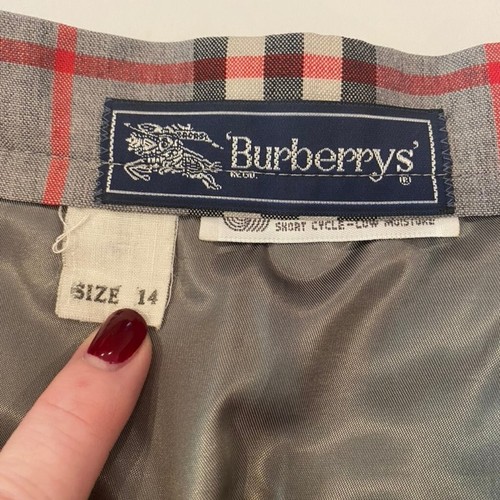 'Burberrys'
REGD.
®
SHORT CYCLE-LOW MOISTURE
SIZE 14